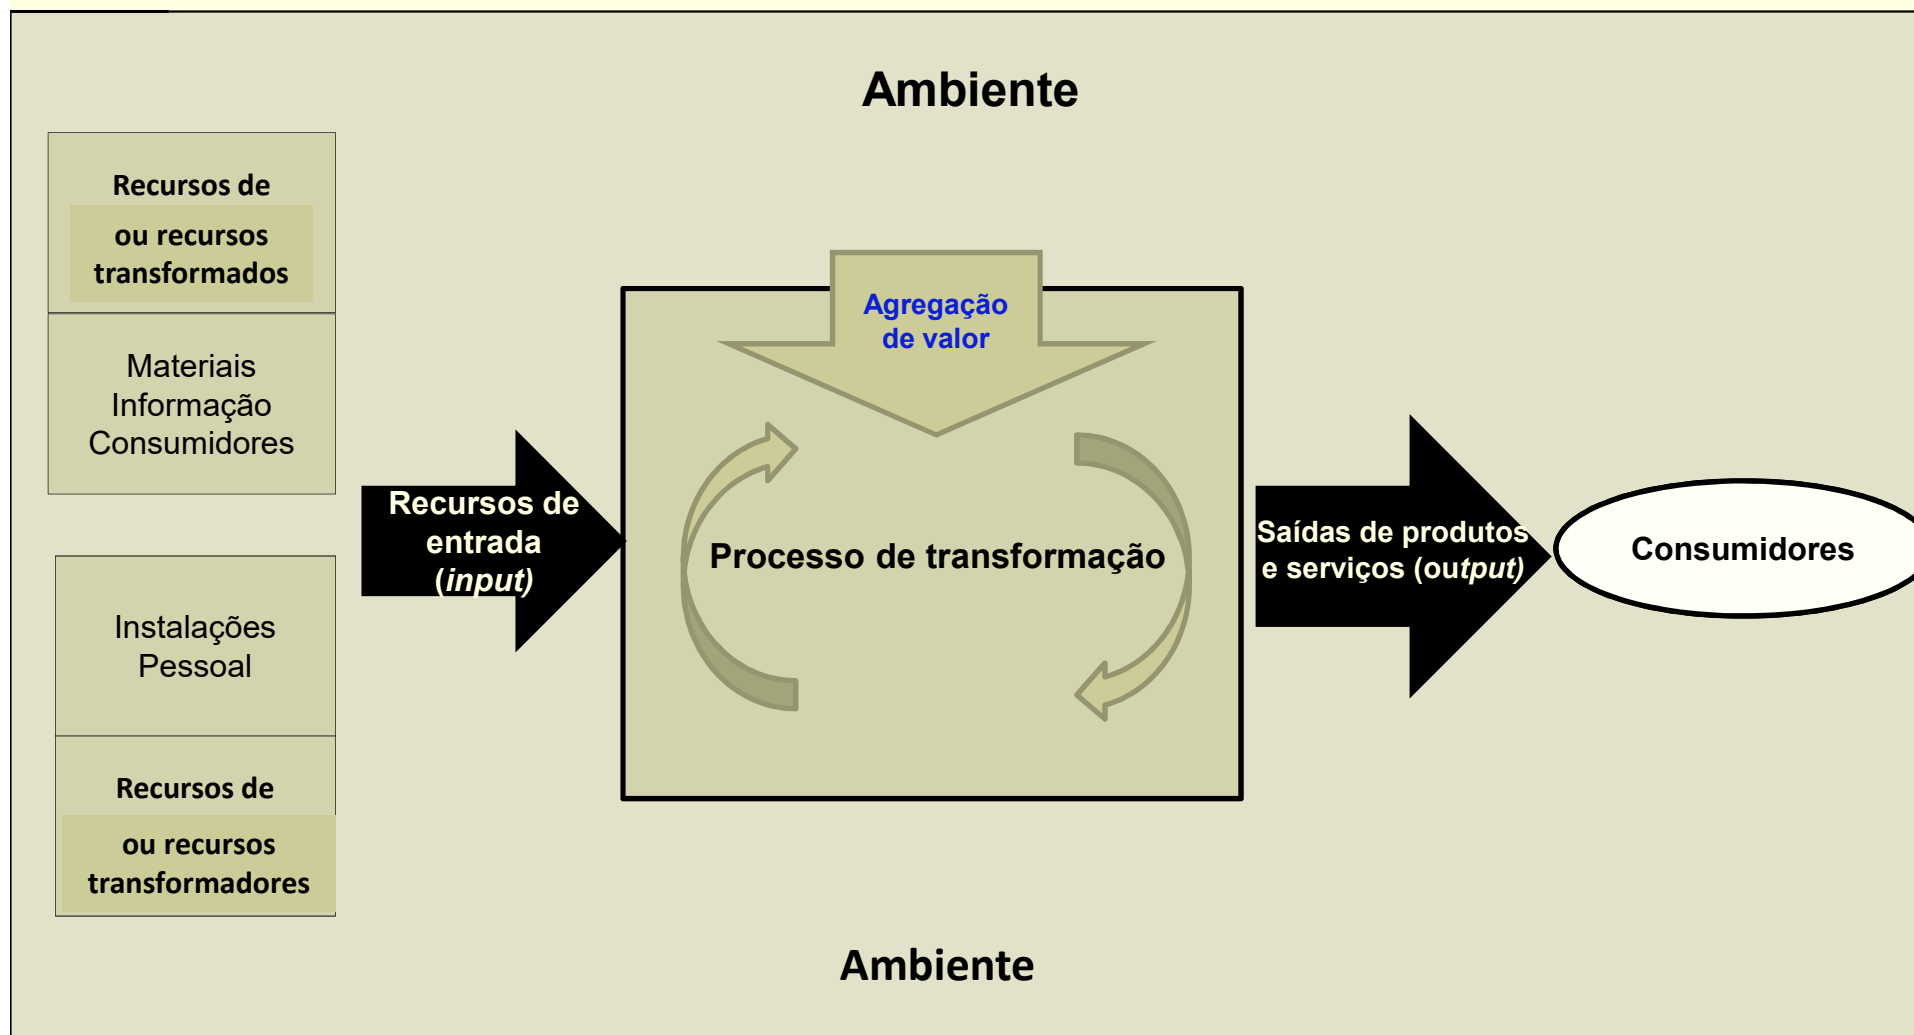 Ambiente
Recursos de
ou recursos
transformados
Materiais
Informação
Consumidores
Instalações
Pessoal
Recursos de
ou recursos
transformadores
Recursos de
entrada
(input)
Agregação
de valor
Processo de transformação
Saídas de produtos
e serviços (output)
Consumidores
Ambiente